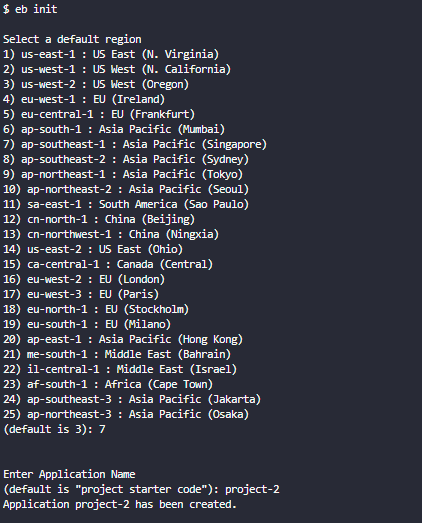 $ eb init
Select a default region
1) us-east-1 : US East (N. Virginia)
2) us-west-1 : US West (N. California)
3) us-west-2 : US West (Oregon)
4) eu-west-1 : EU (Ireland)
5) eu-central-1 : EU (Frankfurt)
6) ap-south-1 : Asia Pacific (Mumbai)
7) ap-southeast-1 : Asia Pacific (Singapore)
8) ap-southeast-2 : Asia Pacific (Sydney)
9) ap-northeast-1 : Asia Pacific (Tokyo)
10) ap-northeast-2 : Asia Pacific (Seoul)
11) sa-east-1 : South America (Sao Paulo)
12) cn-north-1 : China (Beijing)
13) cn-northwest-1 : China (Ningxia)
14) us-east-2 : US East (Ohio)
15) ca-central-1 : Canada (Central)
16) eu-west-2 : EU (London)
17) eu-west-3 : EU (Paris)
18) eu-north-1 : EU (Stockholm)
19) eu-south-1 : EU (Milano)
20) ap-east-1 : Asia Pacific (Hong Kong)
21) me-south-1 : Middle East (Bahrain)
22) il-central-1 : Middle East (Israel)
23) af-south-1 : Africa (Cape Town)
24) ap-southeast-3 : Asia Pacific (Jakarta)
25) ap-northeast-3 : Asia Pacific (Osaka)
(default is 3): 7
Enter Application Name
(default is "project starter code"): project-2
Application project-2 has been created.